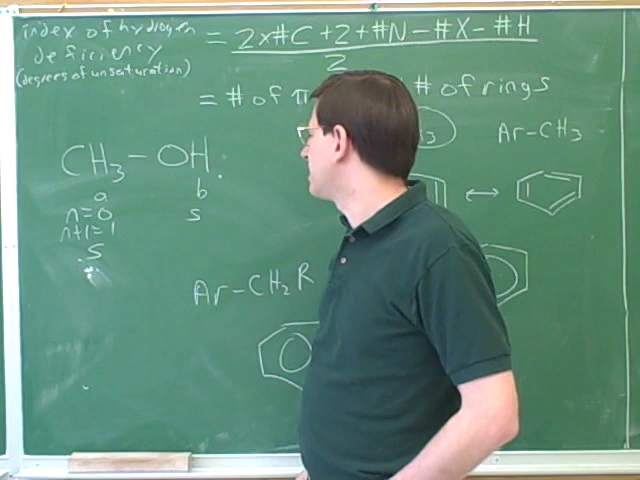 index of hydrogen
deficiency
(degrees of unsaturation)
= 2x#C+2+#N-#X-#H
2
= # of # of rings
Ar-CH3
CH3-OH.
a b
n=0 s
n+1=1
s
Ar-CH2R